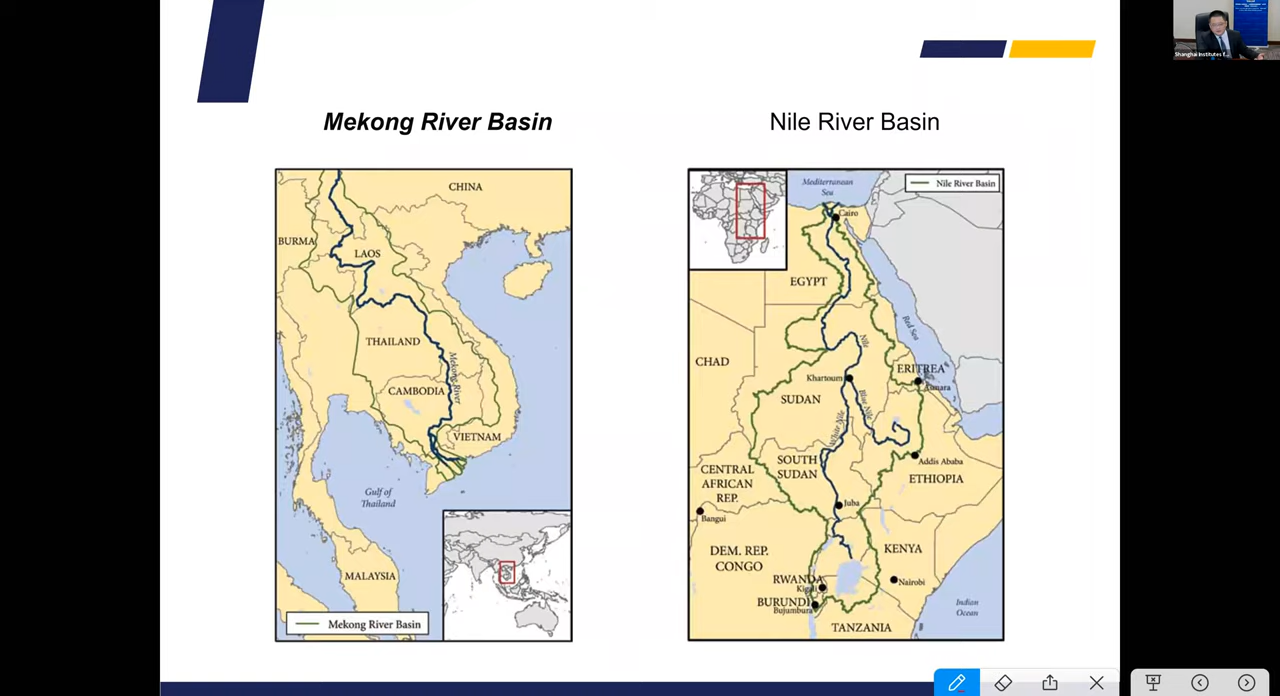 Shanghai Institutes f...
Mekong River Basin
Nile River Basin
CHINA
BURMA
LAOS
THAILAND
Mekong River
CAMBODIA
VIETNAM
Gulf of
Thailand
MALAYSIA
Mekong River Basin
Mediterranean
Sea
Nile River Basin
Cairo
EGYPT
Red Sea
Nile
CHAD
ERITREA
Khartoum
Asmara
SUDAN
Blue Nile
White Nile
SOUTH
SUDAN
Addis Ababa
CENTRAL
AFRICAN
REP.
ETHIOPIA
Juba
Bangui
DEM. REP.
CONGO
KENYA
RWANDA
Kigali
Nairobi
BURUNDI
Bujumbura
Indian
Ocean
TANZANIA